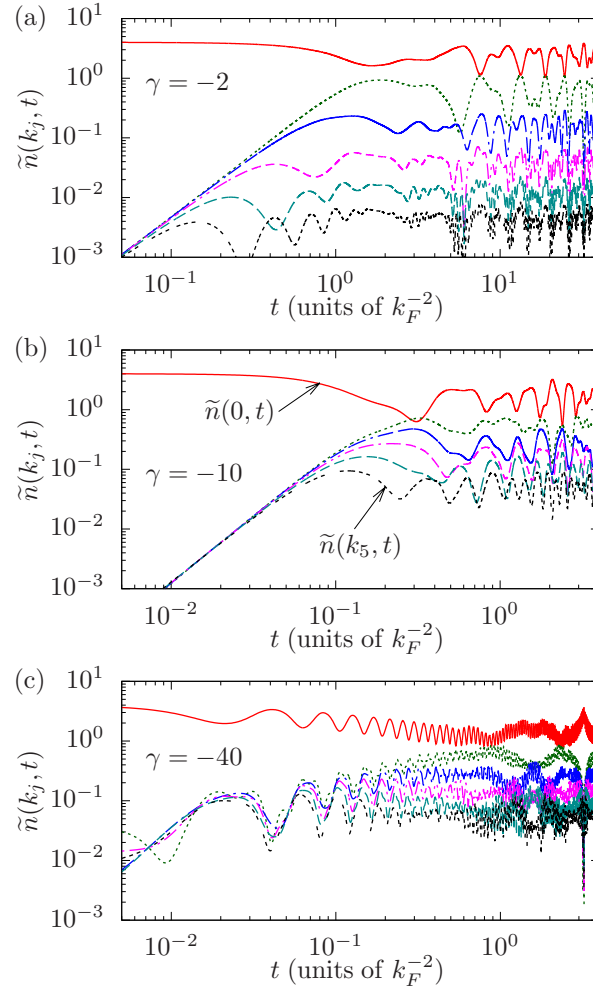 (a)
10^1
10^0
10^{-1}
10^{-2}
10^{-3}
ñ(k_j, t)
γ = −2
10^{-1} 10^0 10^1
t (units of k_F^{-2})
(b)
10^1
10^0
10^{-1}
10^{-2}
10^{-3}
ñ(k_j, t)
ñ(0, t)
γ = −10
ñ(k_5, t)
10^{-2} 10^{-1} 10^0
t (units of k_F^{-2})
(c)
10^1
10^0
10^{-1}
10^{-2}
10^{-3}
ñ(k_j, t)
γ = −40
10^{-2} 10^{-1} 10^0
t (units of k_F^{-2})